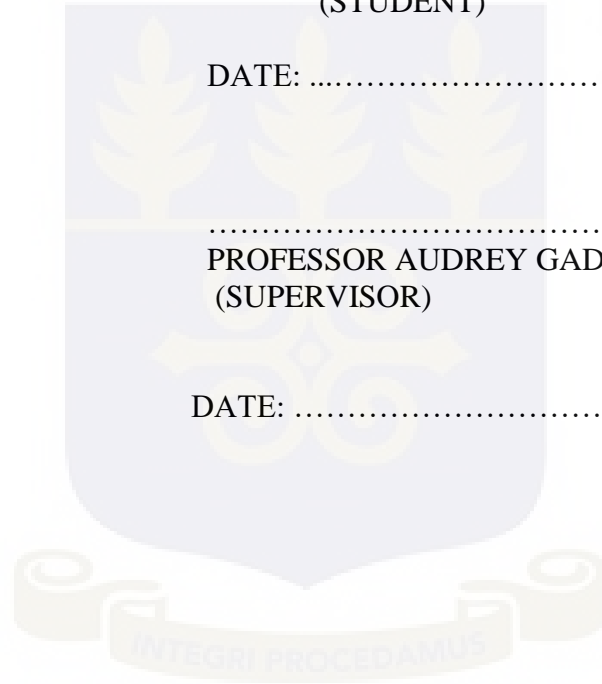 (STUDENT)
DATE: ...……………………
…………………………………
PROFESSOR AUDREY GAD
(SUPERVISOR)
DATE: …………………………
INTEGRI PROCEDAMUS